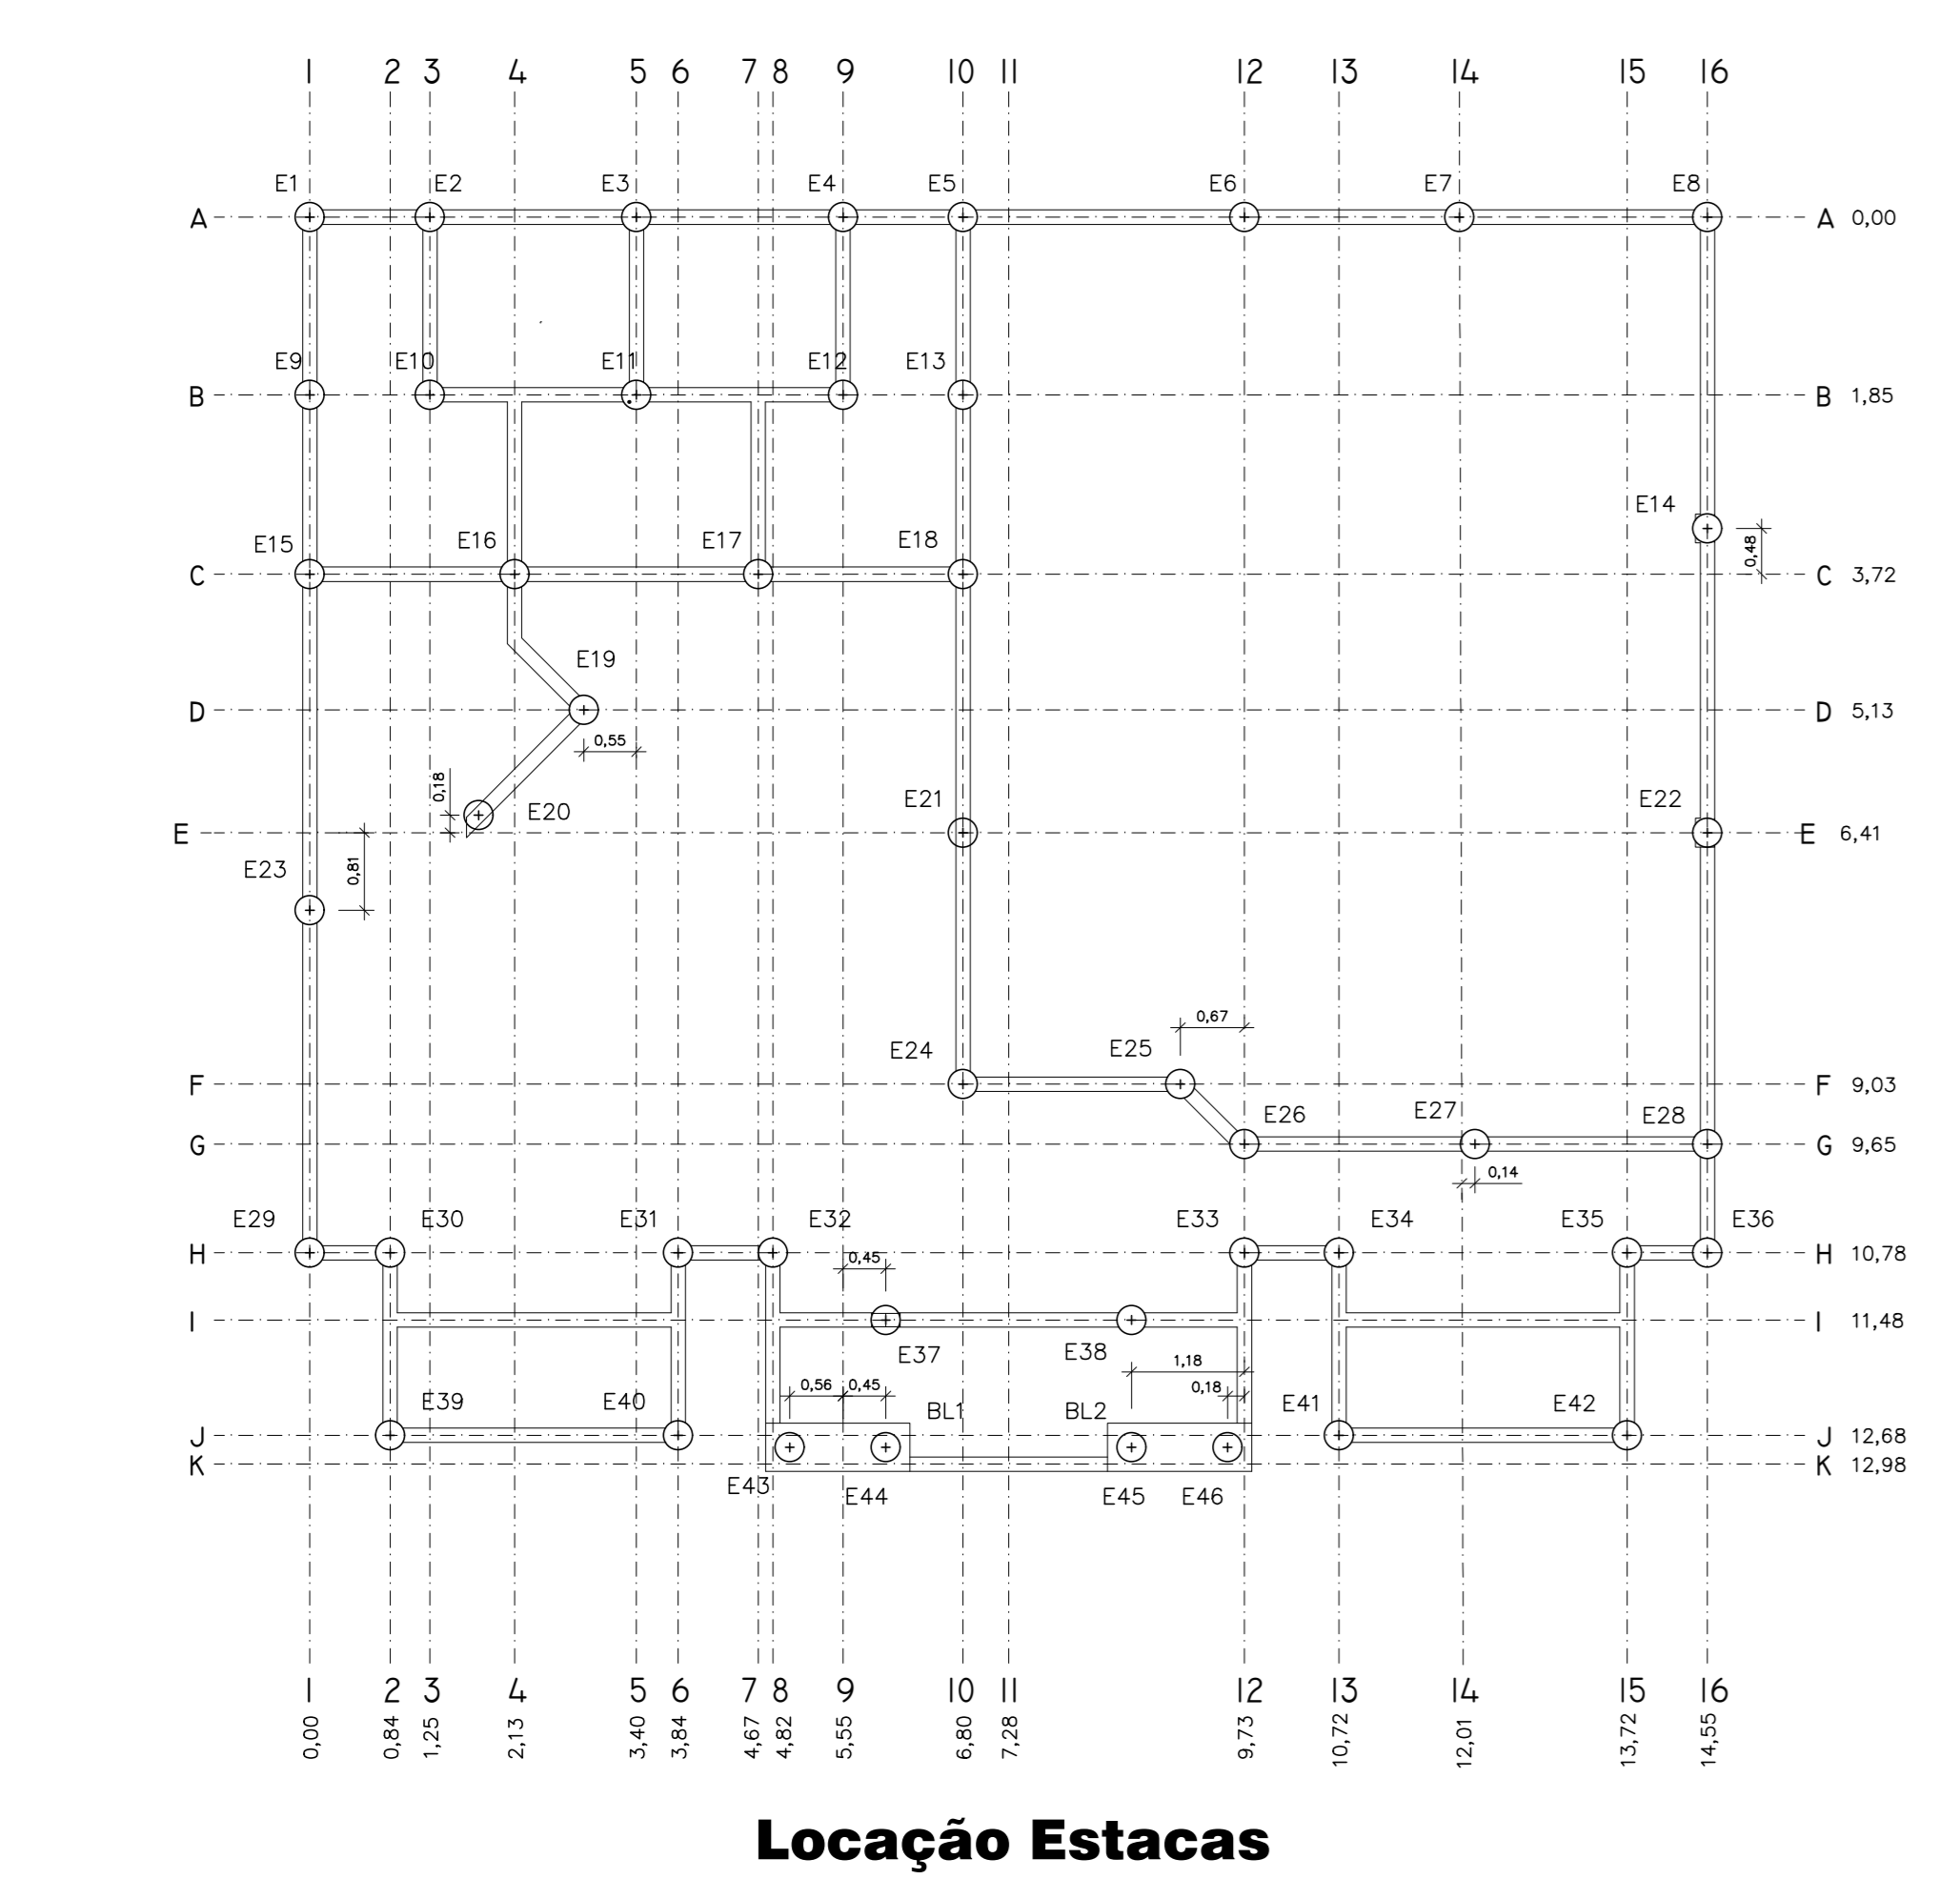 1 2 3 4 5 6 7 8 9 10 11 12 13 14 15 16
E1 E2 E3 E4 E5 E6 E7 E8
A A 0,00
E9 E10 E11 E12 E13
B B 1,85
E14
0,48
E15 E16 E17 E18
C C 3,72
E19
D D 5,13
0,55
0,18
E20 E21 E22
E E 6,41
E23
0,81
0,67
E24 E25
F F 9,03
E26 E27 E28
G G 9,65
0,14
E29 E30 E31 E32 E33 E34 E35 E36
H H 10,78
0,45
I I 11,48
E37 E38
1,18
0,56 0,45 0,18
E39 E40 BL1 BL2 E41 E42
J J 12,68
K K 12,98
E43 E44 E45 E46
1 2 3 4 5 6 7 8 9 10 11 12 13 14 15 16
0,00 0,84 1,25 2,13 3,40 3,84 4,67 4,82 5,55 6,80 7,28 9,73 10,72 12,01 13,72 14,55
Locação Estacas